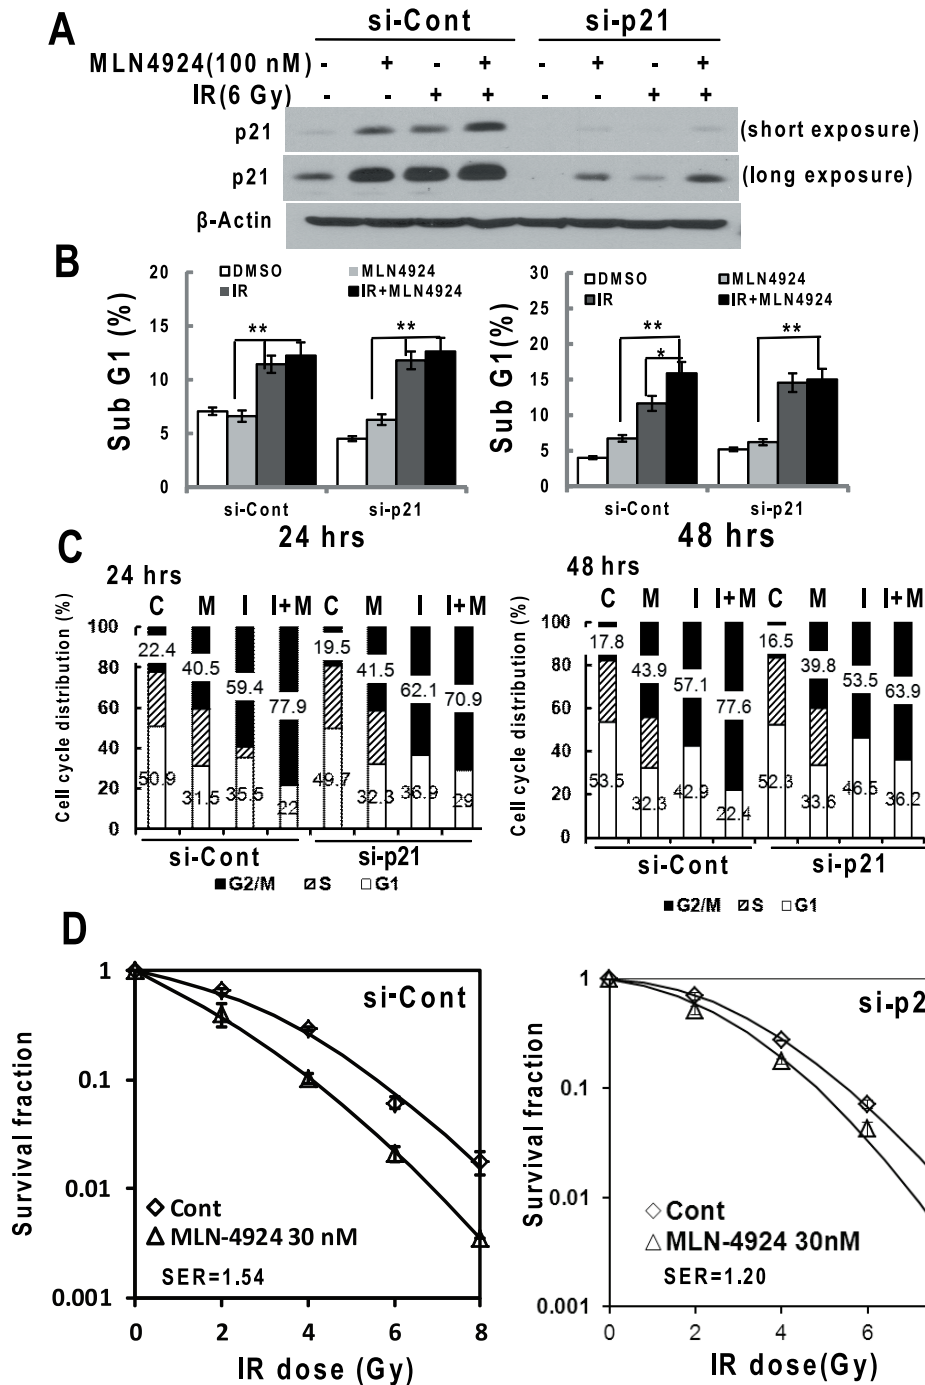 A
si-Cont si-p21
MLN4924(100 nM) - + - + - + - +
IR(6 Gy) - - + + - - + +
p21 (short exposure)
p21 (long exposure)
β-Actin
B
20
15
10
5
0
Sub G1 (%)
DMSO MLN4924
IR IR+MLN4924
** **
si-Cont si-p21
24 hrs
30
25
20
15
10
5
0
Sub G1(%)
DMSO MLN4924
IR IR+MLN4924
** * **
si-Cont si-p21
48 hrs
C
24 hrs
C M I I+M C M I I+M
Cell cycle distribution (%)
100
80
60
40
20
0
22.4 40.5 59.4 77.9 19.5 41.5 62.1 70.9
50.9 31.5 35.5 22 49.7 32.3 36.9 29
si-Cont si-p21
G2/M S G1
48 hrs
C M I I+M C M I I+M
Cell cycle distribution (%)
100
80
60
40
20
0
17.8 43.9 57.1 77.6 16.5 39.8 53.5 63.9
53.5 32.3 42.9 22.4 52.3 33.6 46.5 36.2
si-Cont si-p21
G2/M S G1
D
Survival fraction
1
0.1
0.01
0.001
si-Cont
Cont
MLN-4924 30 nM
SER=1.54
0 2 4 6 8
IR dose (Gy)
Survival fraction
1
0.1
0.01
0.001
si-p2
Cont
MLN-4924 30nM
SER=1.20
0 2 4 6
IR dose(Gy)